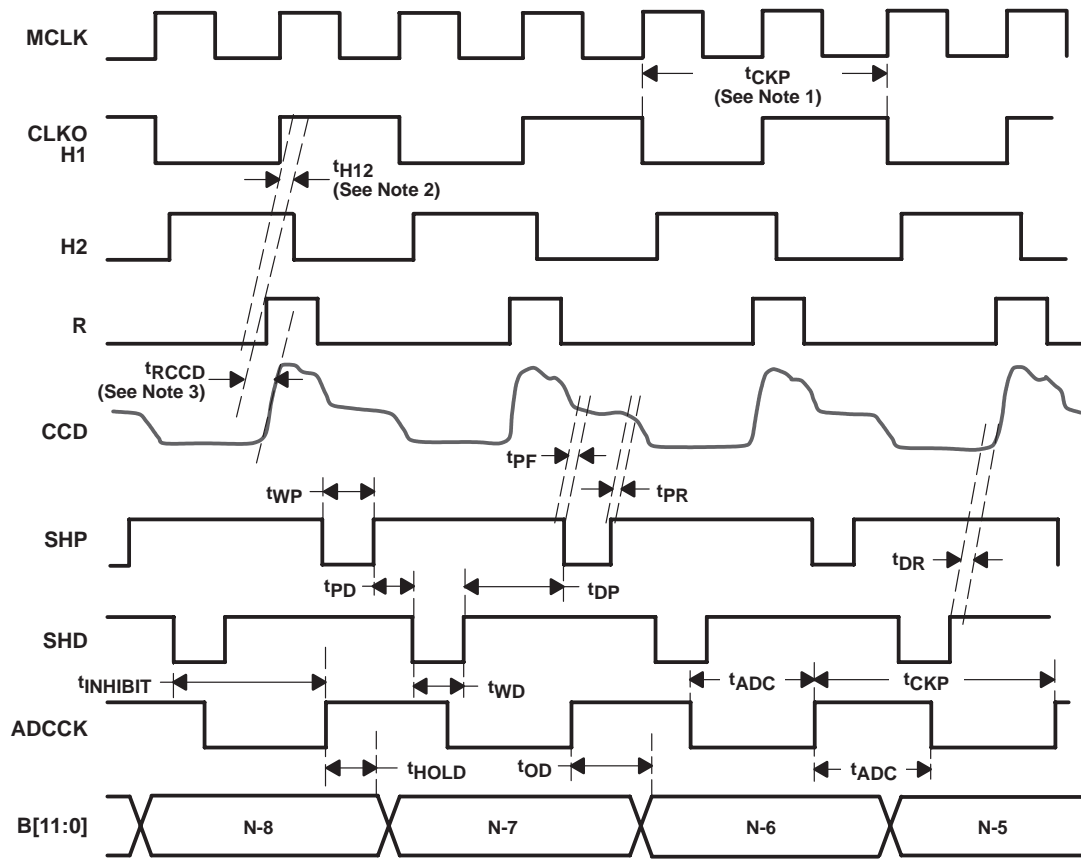 MCLK
tCKP
(See Note 1)
CLKO
H1
tH12
(See Note 2)
H2
R
tRCCD
(See Note 3)
CCD
tPF
tPR
tWP
SHP
tPD
tDP
tDR
SHD
tINHIBIT
tWD
tADC
tCKP
ADCCK
tHOLD
tOD
tADC
B[11:0]
N-8
N-7
N-6
N-5